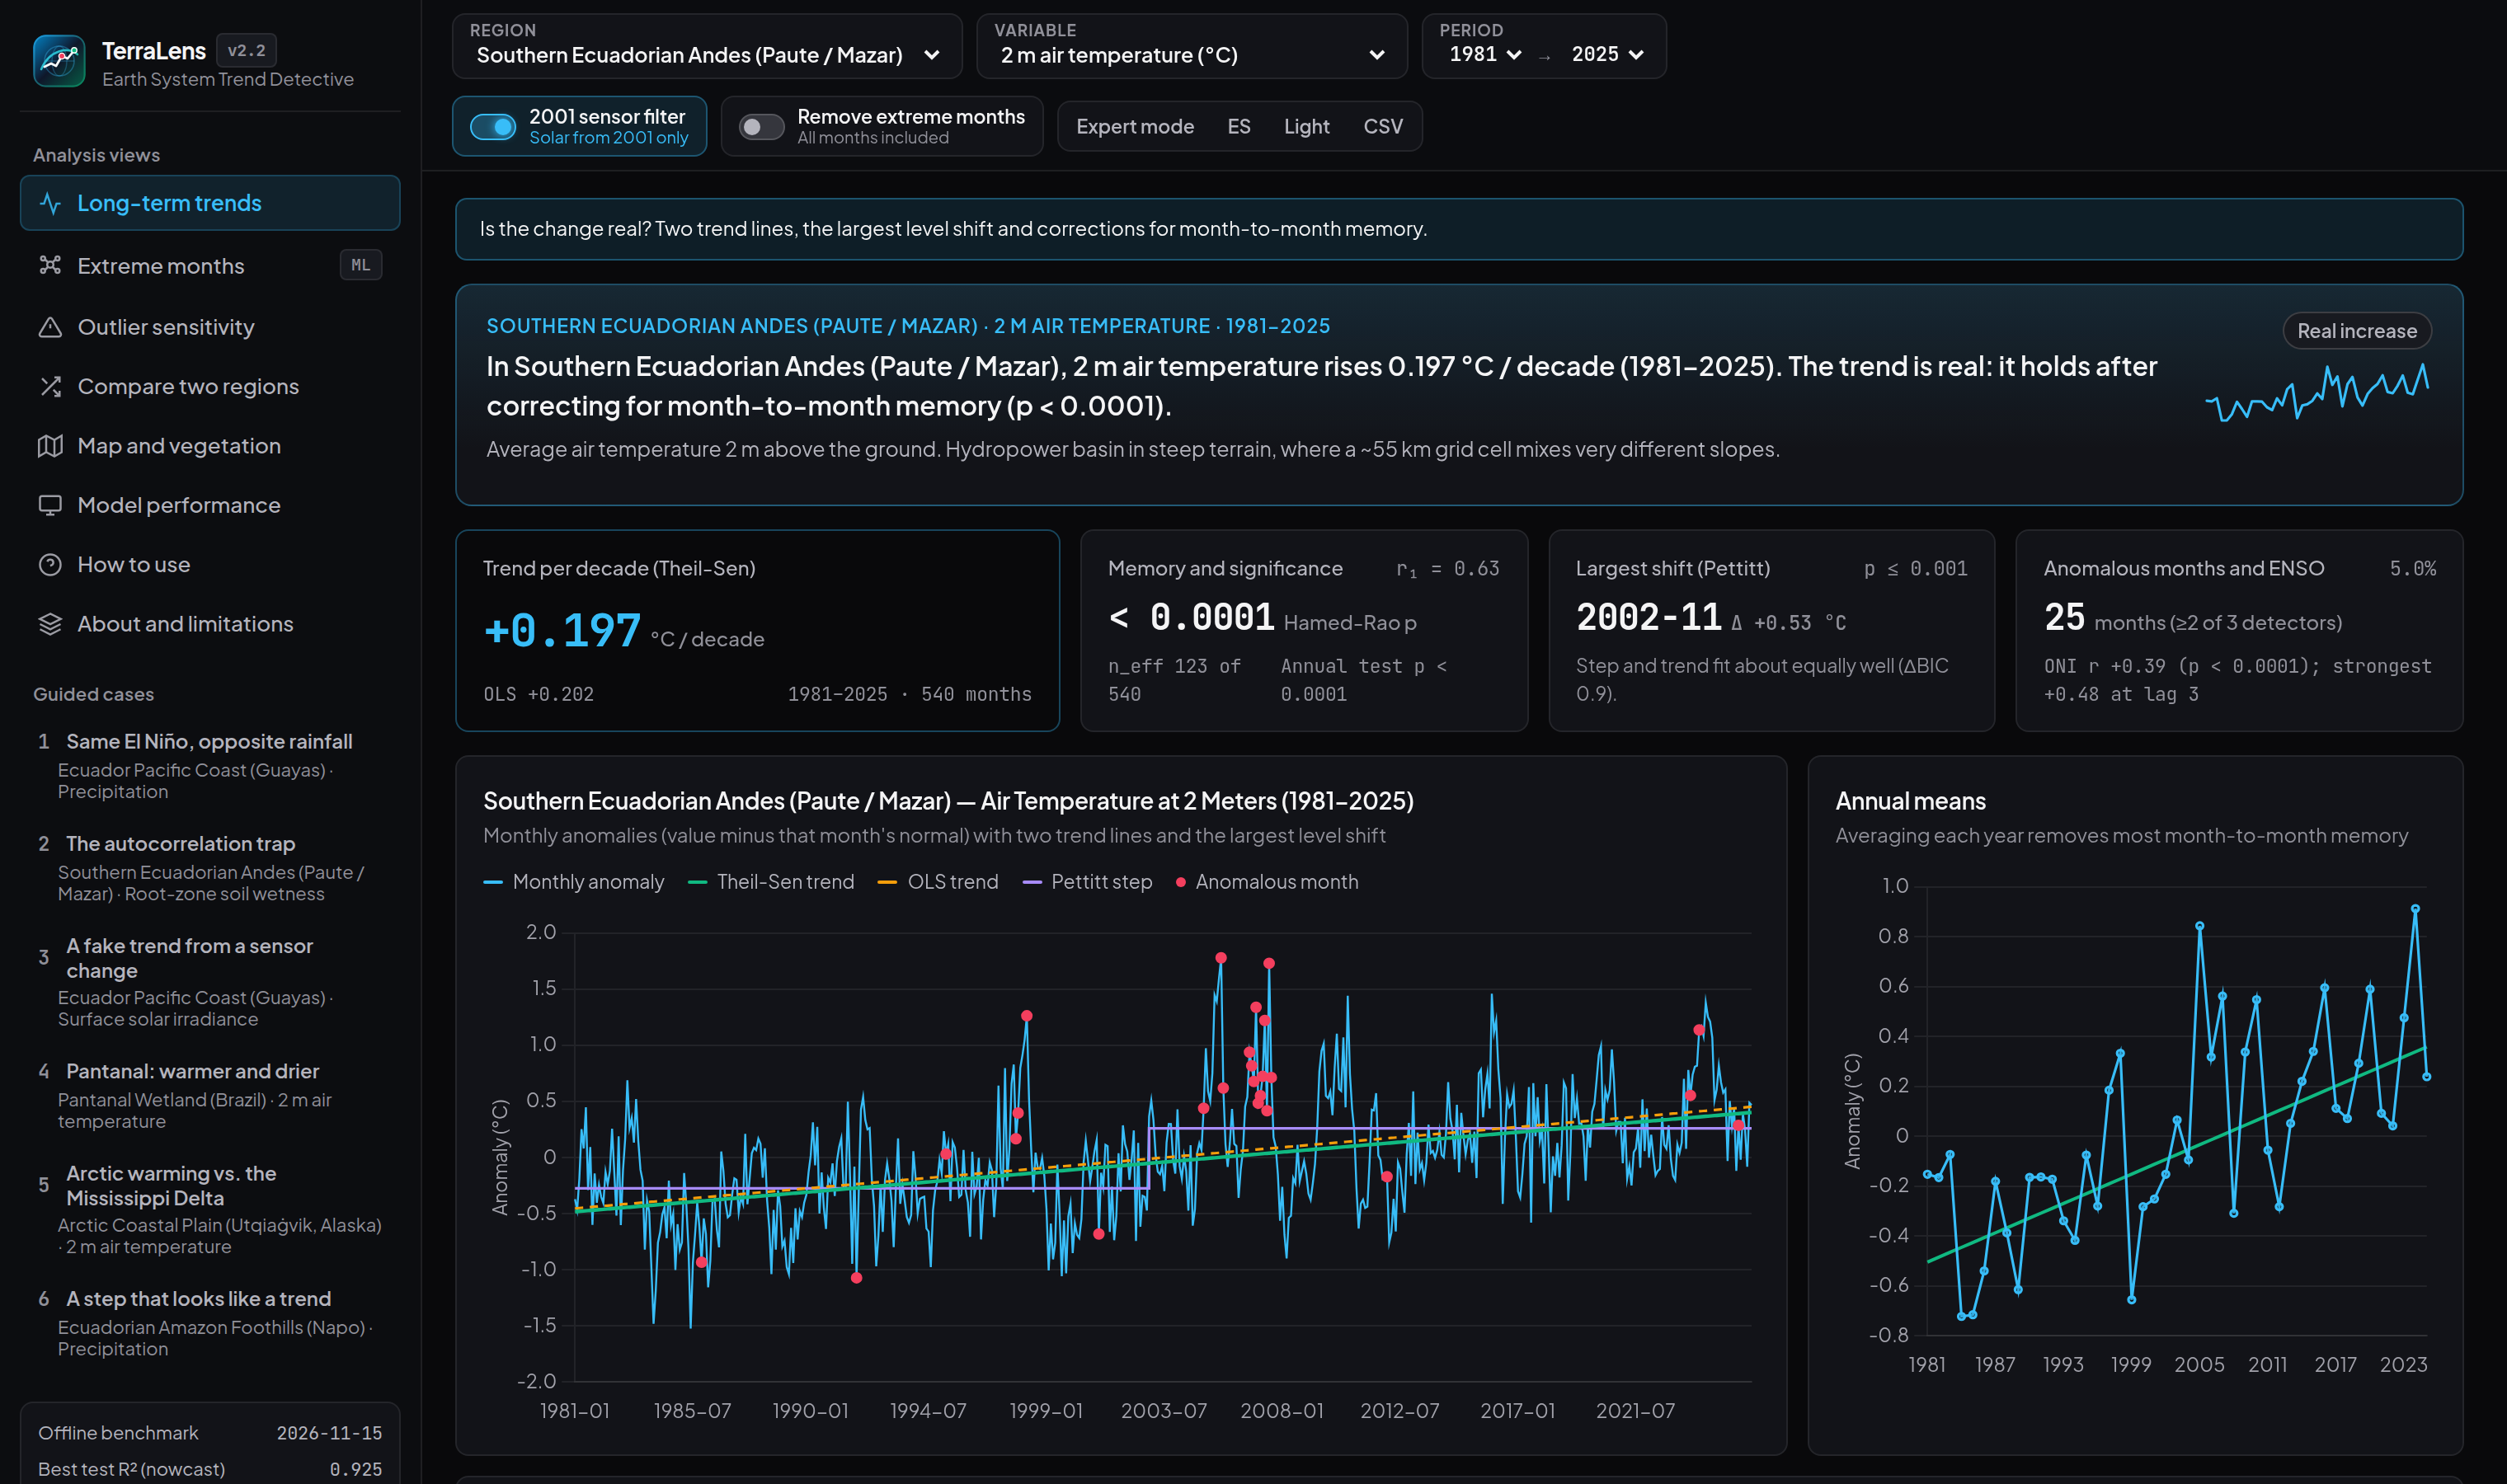 TerraLens v2.2
Earth System Trend Detective
Analysis views
Long-term trends
Extreme months ML
Outlier sensitivity
Compare two regions
Map and vegetation
Model performance
How to use
About and limitations
Guided cases
1 Same El Niño, opposite rainfall
Ecuador Pacific Coast (Guayas) ·
Precipitation
2 The autocorrelation trap
Southern Ecuadorian Andes (Paute /
Mazar) · Root-zone soil wetness
3 A fake trend from a sensor
change
Ecuador Pacific Coast (Guayas) ·
Surface solar irradiance
4 Pantanal: warmer and drier
Pantanal Wetland (Brazil) · 2 m air
temperature
5 Arctic warming vs. the
Mississippi Delta
Arctic Coastal Plain (Utqiaġvik, Alaska)
· 2 m air temperature
6 A step that looks like a trend
Ecuadorian Amazon Foothills (Napo) ·
Precipitation
Offline benchmark 2026-11-15
Best test R² (nowcast) 0.925
REGION
Southern Ecuadorian Andes (Paute / Mazar)
VARIABLE
2 m air temperature (°C)
PERIOD
1981 → 2025
2001 sensor filter
Solar from 2001 only
Remove extreme months
All months included
Expert mode ES Light CSV
Is the change real? Two trend lines, the largest level shift and corrections for month-to-month memory.
SOUTHERN ECUADORIAN ANDES (PAUTE / MAZAR) · 2 M AIR TEMPERATURE · 1981–2025
Real increase
In Southern Ecuadorian Andes (Paute / Mazar), 2 m air temperature rises 0.197 °C / decade (1981–2025). The trend is real: it holds after
correcting for month-to-month memory (p < 0.0001).
Average air temperature 2 m above the ground. Hydropower basin in steep terrain, where a ~55 km grid cell mixes very different slopes.
Trend per decade (Theil-Sen)
+0.197 °C / decade
OLS +0.202 1981–2025 · 540 months
Memory and significance r₁ = 0.63
< 0.0001 Hamed-Rao p
n_eff 123 of
540
Annual test p <
0.0001
Largest shift (Pettitt) p ≤ 0.001
2002-11 Δ +0.53 °C
Step and trend fit about equally well (ΔBIC
0.9).
Anomalous months and ENSO 5.0%
25 months (≥2 of 3 detectors)
ONI r +0.39 (p < 0.0001); strongest
+0.48 at lag 3
Southern Ecuadorian Andes (Paute / Mazar) — Air Temperature at 2 Meters (1981–2025)
Monthly anomalies (value minus that month's normal) with two trend lines and the largest level shift
Monthly anomaly Theil-Sen trend OLS trend Pettitt step Anomalous month
Anomaly (°C)
2.0
1.5
1.0
0.5
0
-0.5
-1.0
-1.5
-2.0
1981-01 1985-07 1990-01 1994-07 1999-01 2003-07 2008-01 2012-07 2017-01 2021-07
Annual means
Averaging each year removes most month-to-month memory
Anomaly (°C)
1.0
0.8
0.6
0.4
0.2
0
-0.2
-0.4
-0.6
-0.8
1981 1987 1993 1999 2005 2011 2017 2023